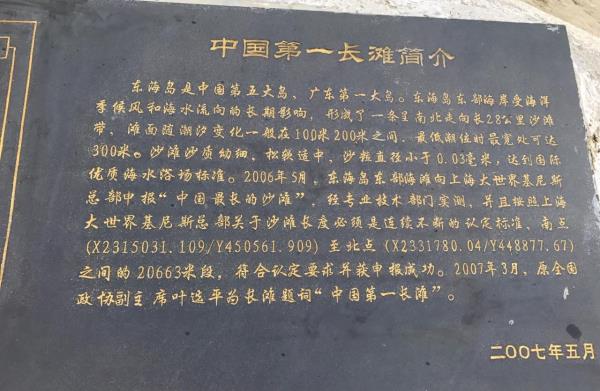 中国第一长滩简介
东海岛是中国第五大岛、广东第一大岛。东海岛东部海岸受海洋
季候风和海水流向的长期影响，形成了一条呈南北走向长28公里沙滩
带、滩面随潮汐变化一般在100米200米之间，最低潮位时最宽处可达
300米。沙滩沙质幼细，松软适中、沙粒直径小于0.03毫米，达到国际
优质海水浴场标准。2006年5月，东海岛东部海滩向上海大世界基尼斯
总部申报“中国最长的沙滩”，经专业技术部门实测，并且按照上海
大世界基尼斯总部关于沙滩长度必须是连续不断的认定标准、南点
(X2315031.109/Y450561.909)至北点(X2331780.04/Y448877.67)
之间的20663米段，符合认定要求并获申报成功。2007年3月、原全国
政协副主席叶选平为长滩题词“中国第一长滩”。
二〇〇七年五月